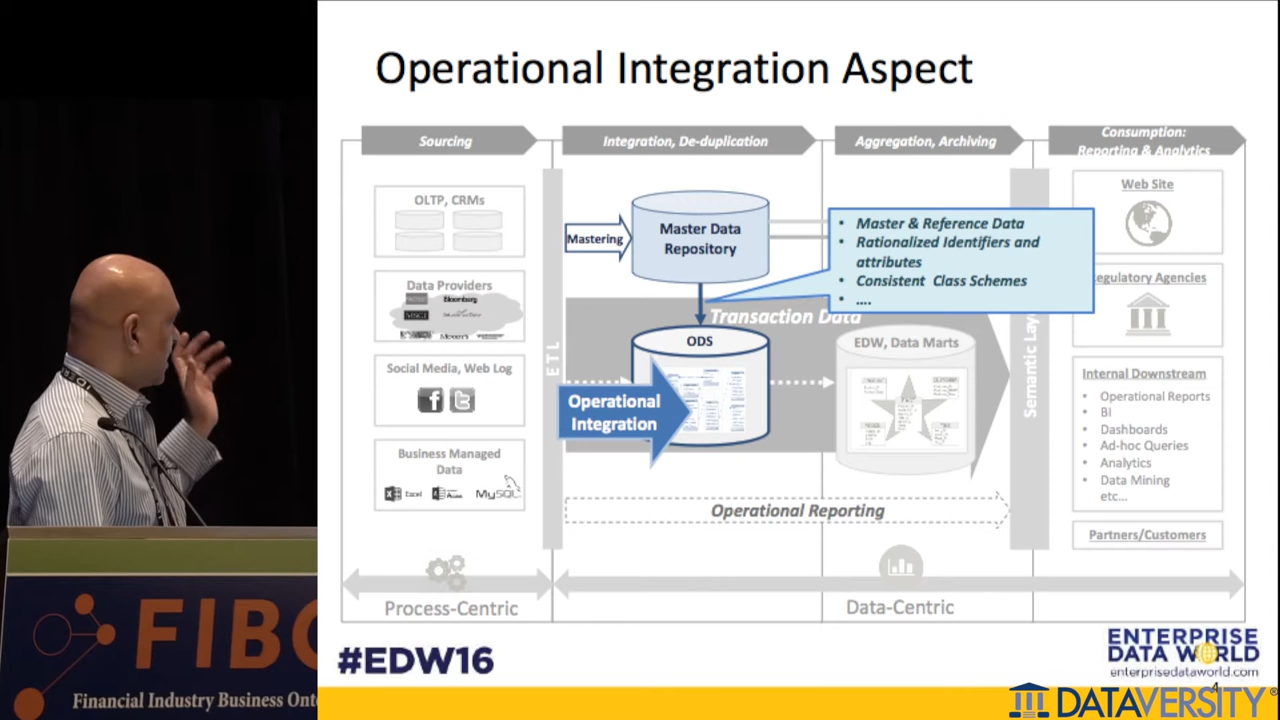 Operational Integration Aspect
Sourcing
Integration, De-duplication
Aggregation, Archiving
Consumption:
Reporting & Analytics
OLTP, CRMs
Data Providers
Bloomberg
Social Media, Web Log
Business Managed
Data
Excel
Access
MySQL
ETL
Mastering
Master Data
Repository
Master & Reference Data
Rationalized Identifiers and
attributes
Consistent Class Schemes
....
Transaction Data
ODS
Operational
Integration
EDW, Data Marts
Operational Reporting
Semantic Lay
Web Site
egulatory Agencies
Internal Downstream
Operational Reports
BI
Dashboards
Ad-hoc Queries
Analytics
Data Mining
etc...
Partners/Customers
Process-Centric
Data-Centric
#EDW16
ENTERPRISE
DATA WORLD
enterprisedataworld.com
4
DATAVERSITY®
FIBO
Financial Industry Business Ont